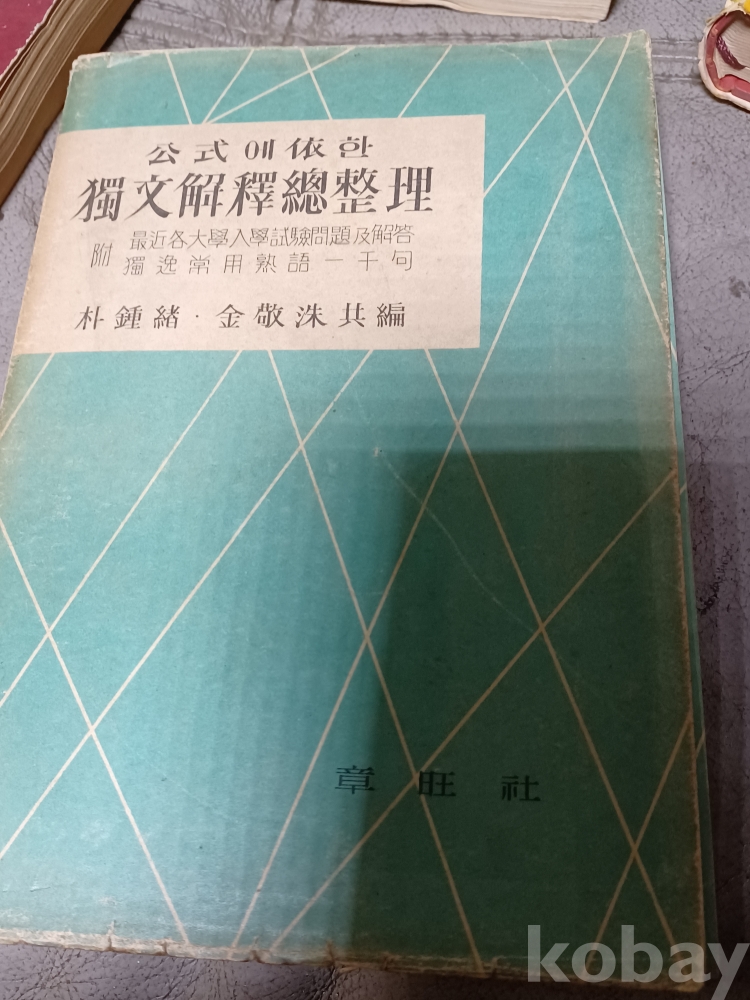 公式에依한
獨文解釋總整理
附 最近各大學入學試驗問題及解答
獨逸常用熟語一千句
朴鍾緖·金敬洙共編
章旺社
kobay